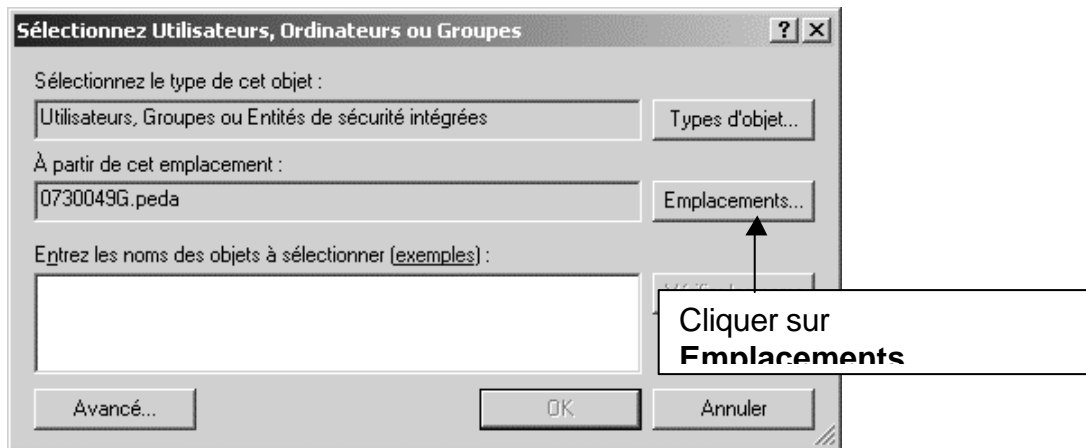 Sélectionnez Utilisateurs, Ordinateurs ou Groupes
Sélectionnez le type de cet objet :
Utilisateurs, Groupes ou Entités de sécurité intégrées
Types d'objet...
À partir de cet emplacement :
0730049G.peda
Emplacements...
Entrez les noms des objets à sélectionner (exemples) :
Cliquer sur
Emplacements
Avancé...
OK
Annuler